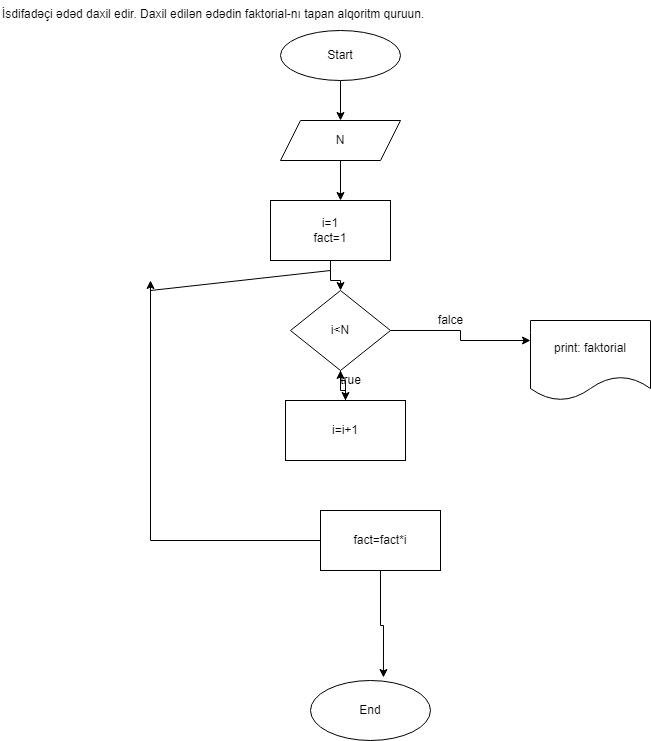 İsdifadəçi ədəd daxil edir. Daxil edilən ədədin faktorial-nı tapan alqoritm quruun.
Start
N
i=1
fact=1
i<N
falce
print: faktorial
true
i=i+1
fact=fact*i
End